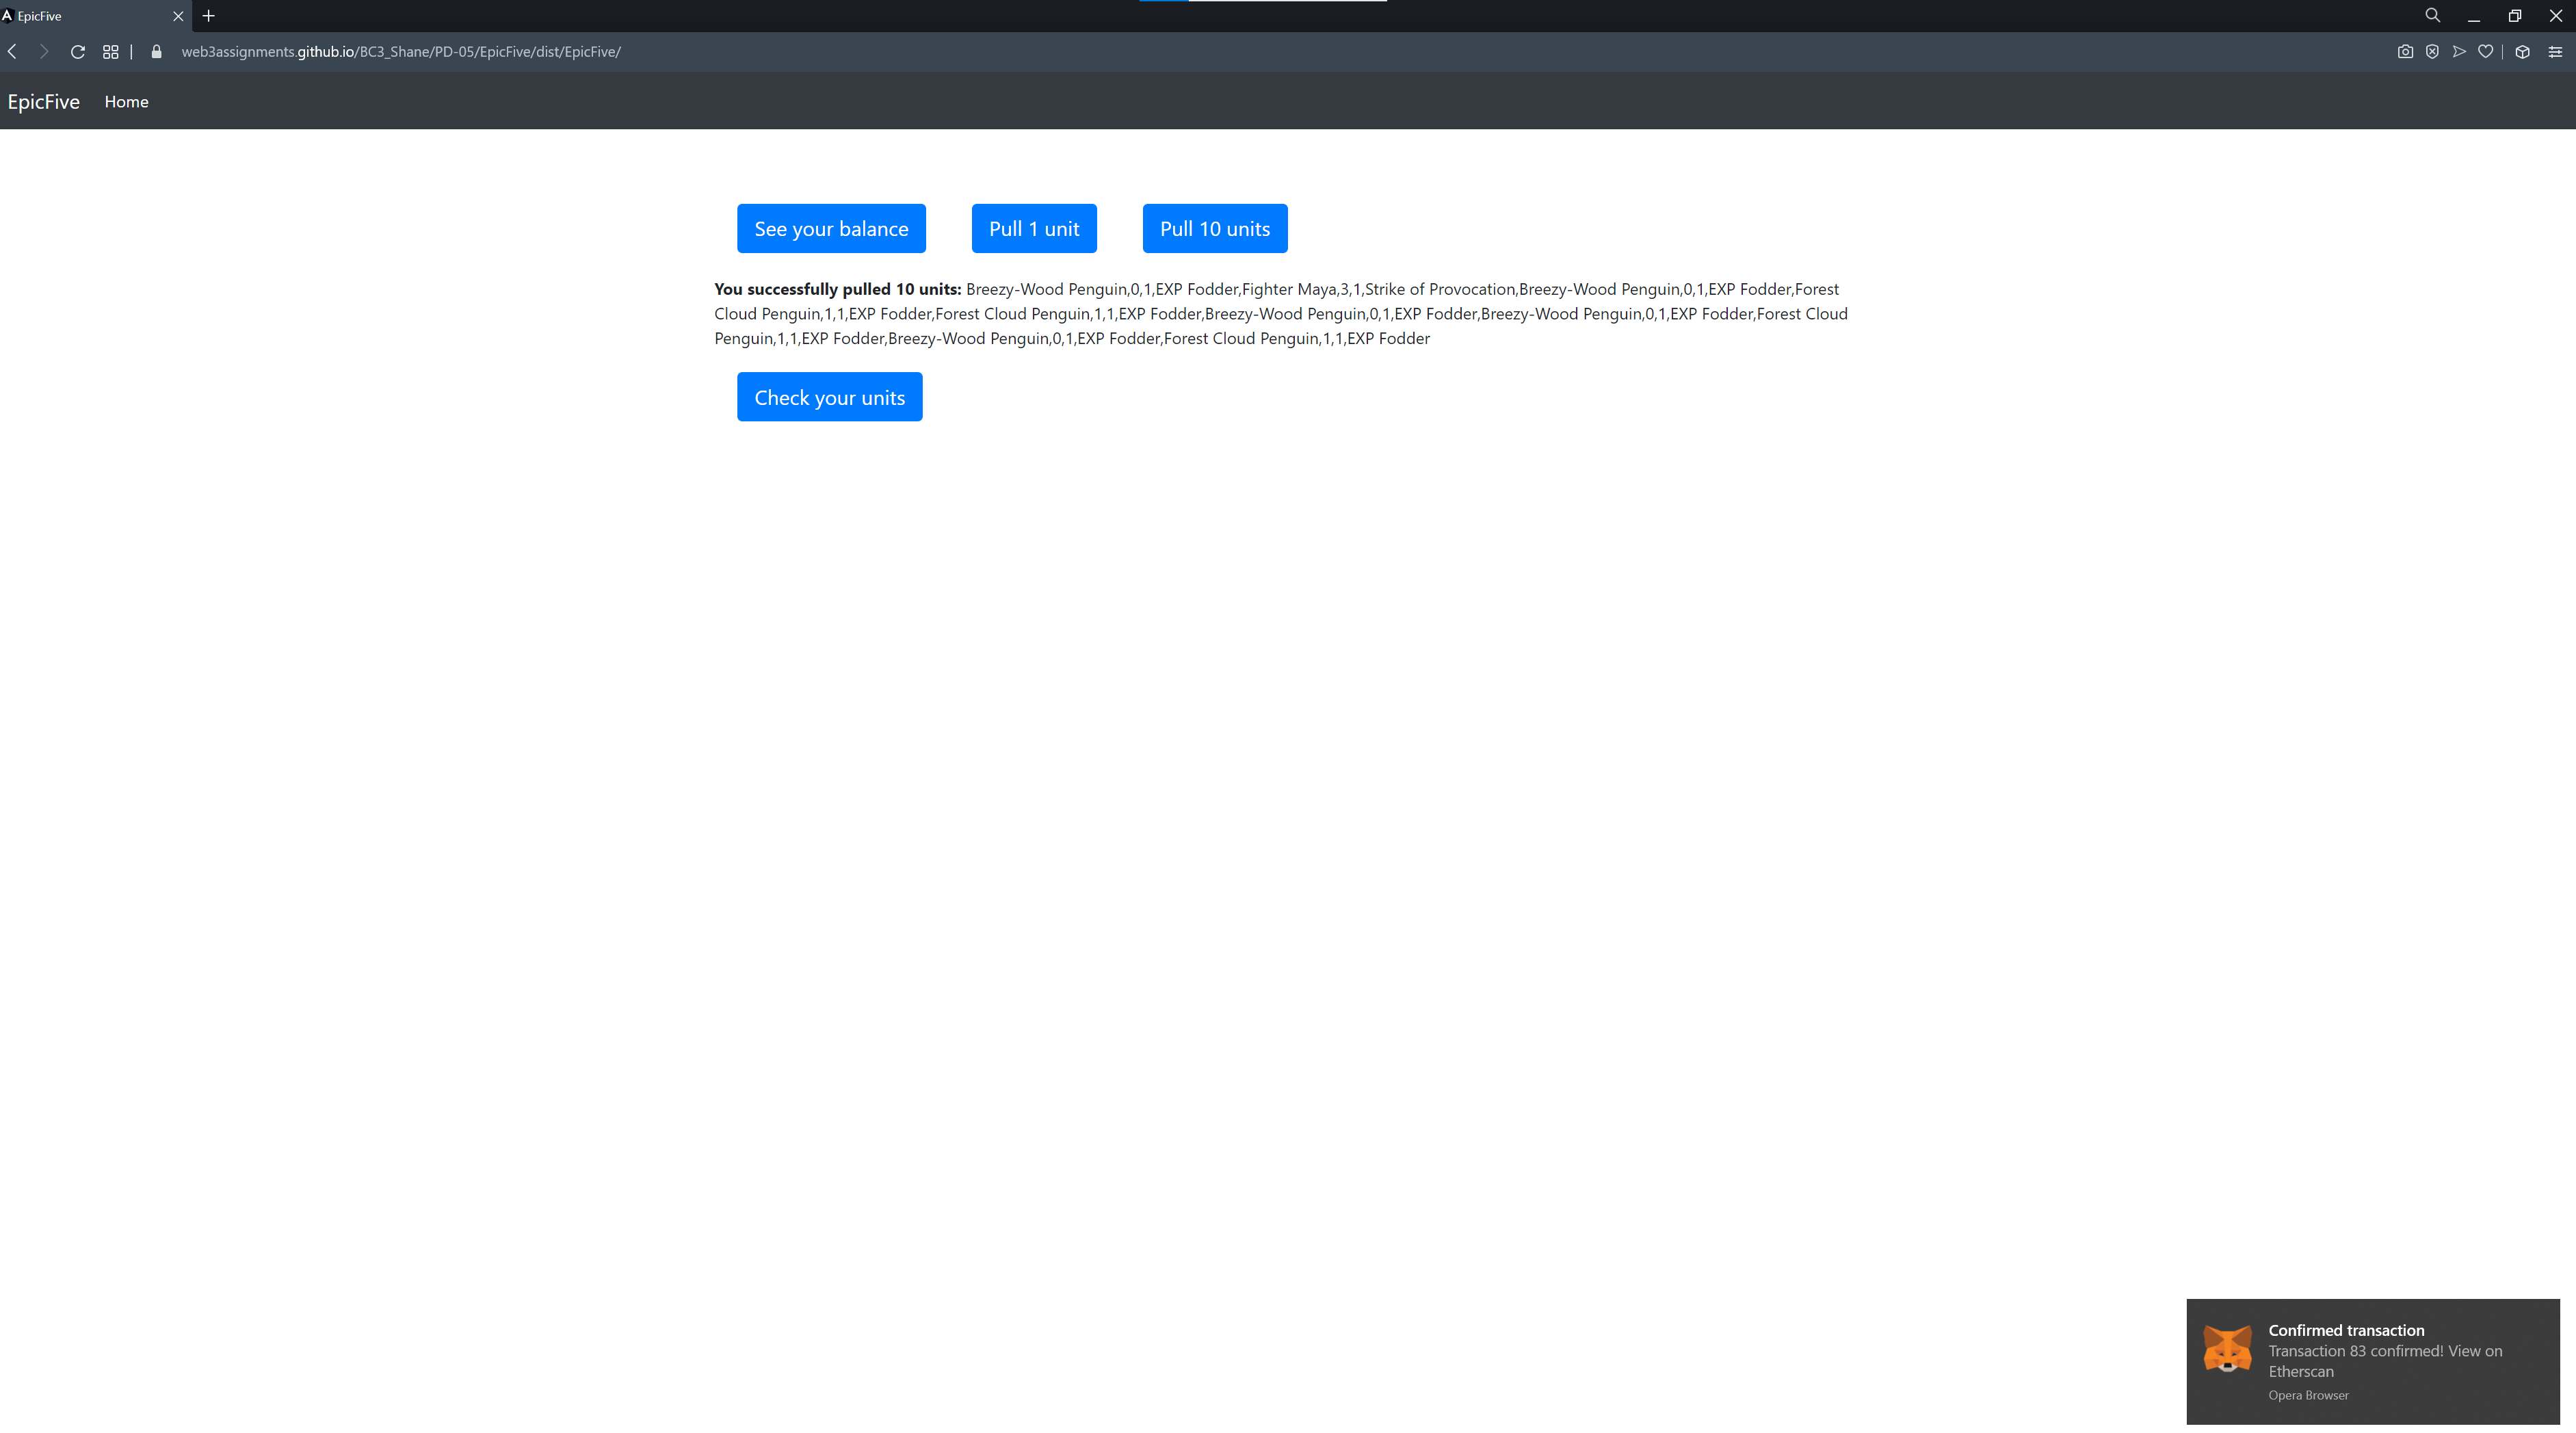 EpicFive
web3assignments.github.io/BC3_Shane/PD-05/EpicFive/dist/EpicFive/
EpicFive Home
See your balance Pull 1 unit Pull 10 units
You successfully pulled 10 units: Breezy-Wood Penguin,0,1,EXP Fodder,Fighter Maya,3,1,Strike of Provocation,Breezy-Wood Penguin,0,1,EXP Fodder,Forest
Cloud Penguin,1,1,EXP Fodder,Forest Cloud Penguin,1,1,EXP Fodder,Breezy-Wood Penguin,0,1,EXP Fodder,Breezy-Wood Penguin,0,1,EXP Fodder,Forest Cloud
Penguin,1,1,EXP Fodder,Breezy-Wood Penguin,0,1,EXP Fodder,Forest Cloud Penguin,1,1,EXP Fodder
Check your units
Confirmed transaction
Transaction 83 confirmed! View on
Etherscan
Opera Browser